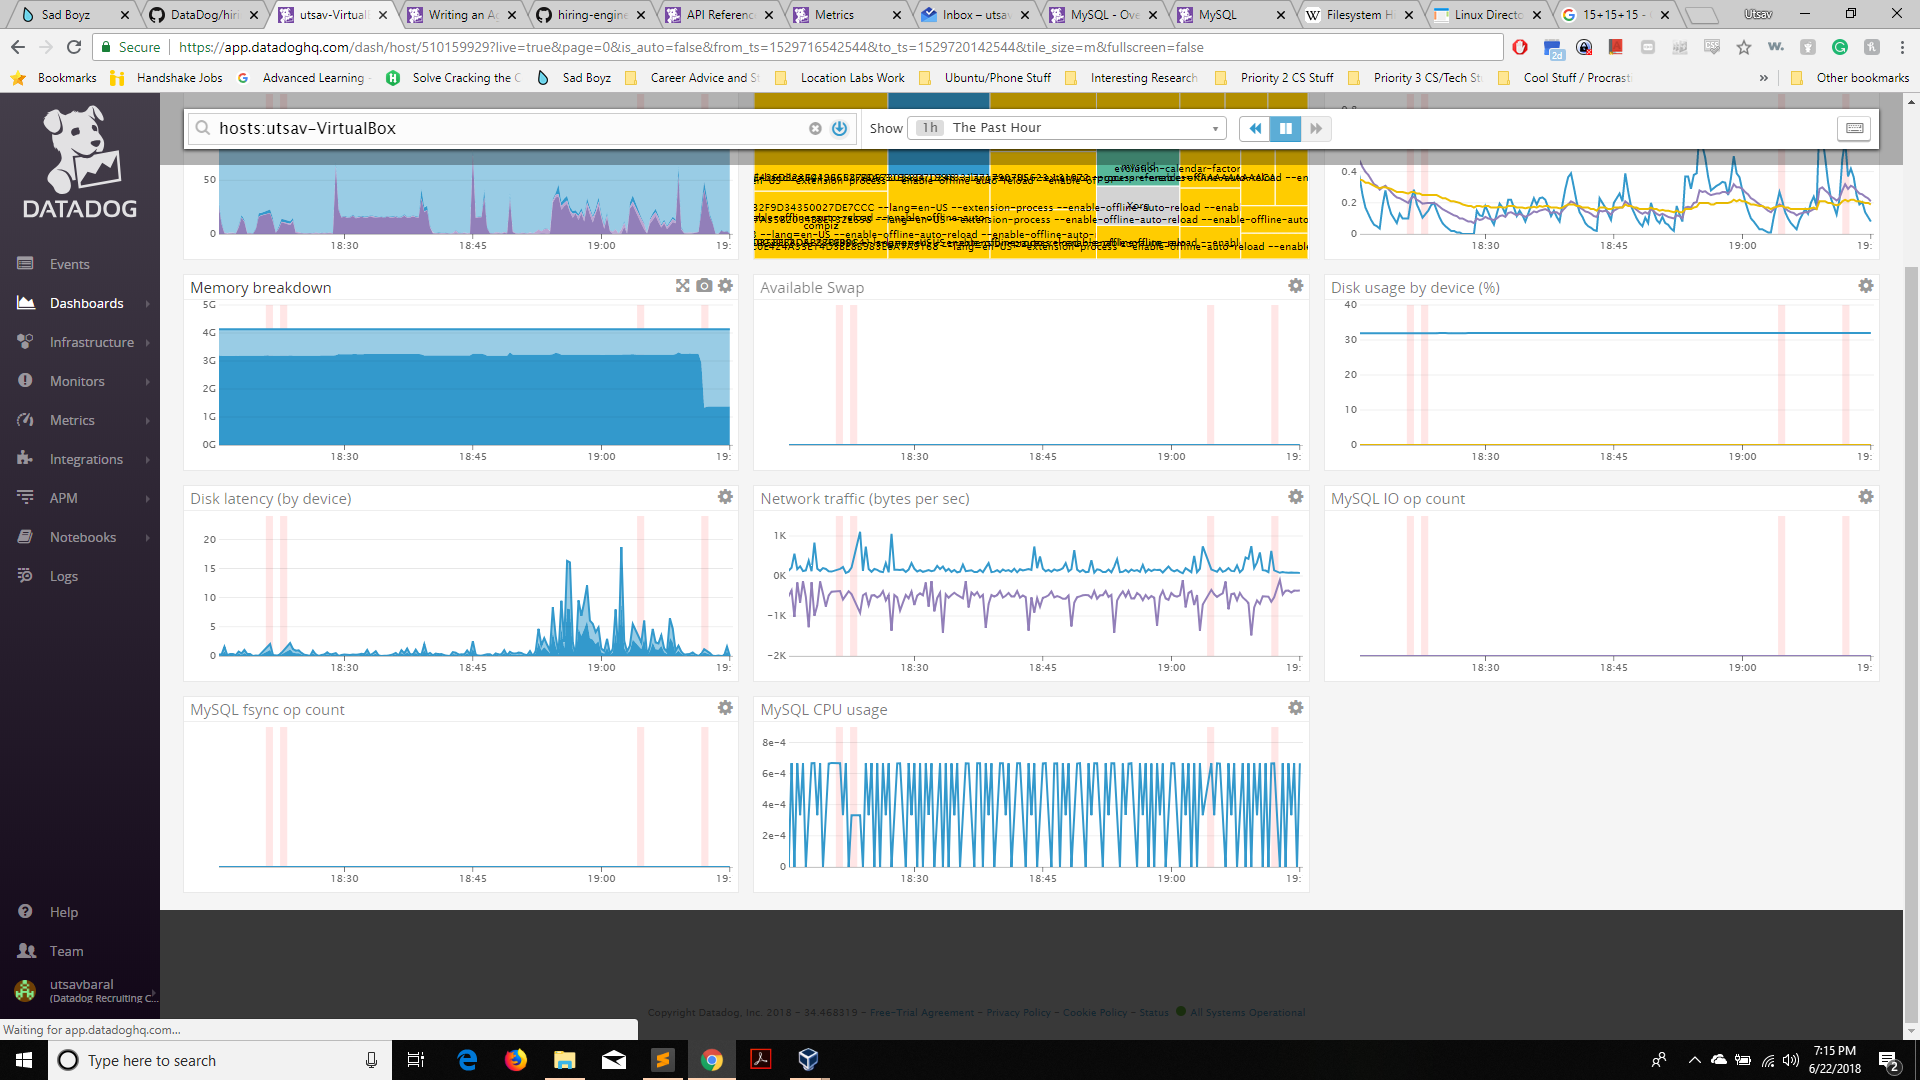 Sad Boyz
DataDog/hiri
utsav-Virtuall
Writing an Ag
hiring-engine
API Referenc
Metrics
Inbox – utsav
MySQL - Ove
MySQL
Filesystem Hi
Linux Directo
15+15+15 -
Utsav
Secure
https://app.datadoghq.com/dash/host/510159929?live=true&page=0&is_auto=false&from_ts=1529716542544&to_ts=1529720142544&tile_size=m&fullscreen=false
2d
Bookmarks
Handshake Jobs
Advanced Learning
Solve Cracking the C
Sad Boyz
Career Advice and St
Location Labs Work
Ubuntu/Phone Stuff
Interesting Research
Priority 2 CS Stuff
Priority 3 CS/Tech St
Cool Stuff / Procrasti
»
Other bookmarks
DATADOG
hosts:utsav-VirtualBox
Show
1h The Past Hour
Events
Dashboards
Infrastructure
Monitors
Metrics
Integrations
APM
Notebooks
Logs
50
0
18:30 18:45 19:00 19:
evolution-calendar-factor
compiz
Xorg
0.4
0.2
0
18:30 18:45 19:00 19:
Memory breakdown
5G
4G
3G
2G
1G
0G
18:30 18:45 19:00 19:
Available Swap
18:30 18:45 19:00 19:
Disk usage by device (%)
40
30
20
10
0
18:30 18:45 19:00 19:
Disk latency (by device)
20
15
10
5
0
18:30 18:45 19:00 19:
Network traffic (bytes per sec)
1K
0K
-1K
-2K
18:30 18:45 19:00 19:
MySQL IO op count
18:30 18:45 19:00 19:
MySQL fsync op count
18:30 18:45 19:00 19:
MySQL CPU usage
8e-4
6e-4
4e-4
2e-4
0
18:30 18:45 19:00 19:
Help
Team
utsavbaral
(Datadog Recruiting C...
Copyright Datadog, Inc. 2018 - 34.468319 - Free-Trial Agreement - Privacy Policy - Cookie Policy - Status All Systems Operational
Waiting for app.datadoghq.com...
Type here to search
7:15 PM
6/22/2018
2